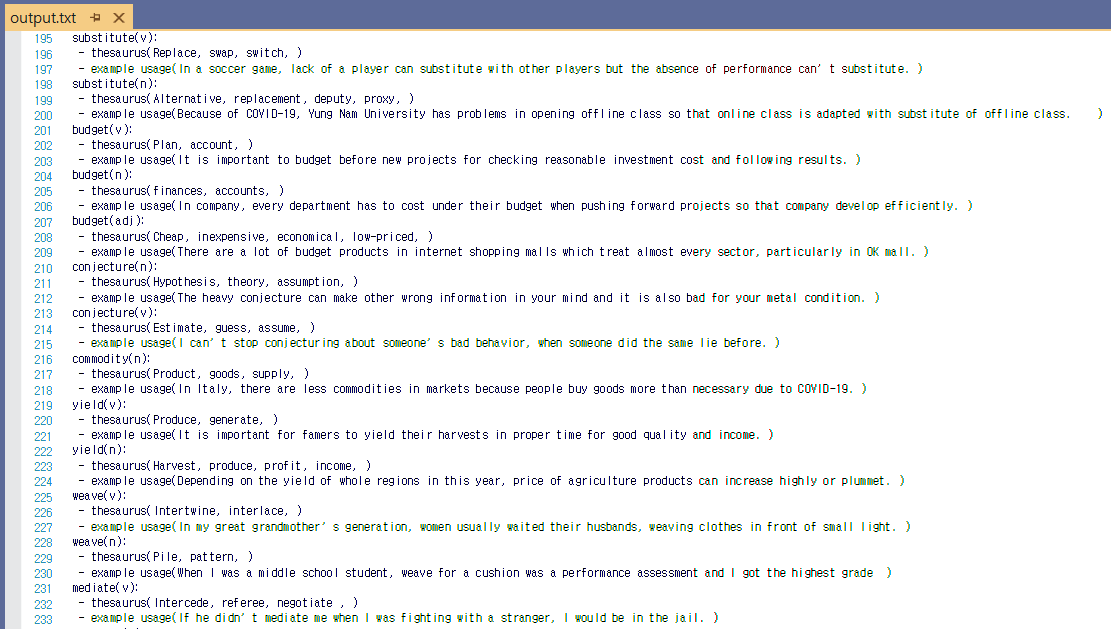 output.txt
195 substitute(v):
196 - thesaurus(Replace, swap, switch, )
197 - example usage(In a soccer game, lack of a player can substitute with other players but the absence of performance can’t substitute. )
198 substitute(n):
199 - thesaurus(Alternative, replacement, deputy, proxy, )
200 - example usage(Because of COVID-19, Yung Nam University has problems in opening offline class so that online class is adapted with substitute of offline class. )
201 budget(v):
202 - thesaurus(Plan, account, )
203 - example usage(It is important to budget before new projects for checking reasonable investment cost and following results. )
204 budget(n):
205 - thesaurus(finances, accounts, )
206 - example usage(In company, every department has to cost under their budget when pushing forward projects so that company develop efficiently. )
207 budget(adj):
208 - thesaurus(Cheap, inexpensive, economical, low-priced, )
209 - example usage(There are a lot of budget products in internet shopping malls which treat almost every sector, particularly in OK mall. )
210 conjecture(n):
211 - thesaurus(Hypothesis, theory, assumption, )
212 - example usage(The heavy conjecture can make other wrong information in your mind and it is also bad for your metal condition. )
213 conjecture(v):
214 - thesaurus(Estimate, guess, assume, )
215 - example usage(I can’t stop conjecturing about someone’s bad behavior, when someone did the same lie before. )
216 commodity(n):
217 - thesaurus(Product, goods, supply, )
218 - example usage(In Italy, there are less commodities in markets because people buy goods more than necessary due to COVID-19. )
219 yield(v):
220 - thesaurus(Produce, generate, )
221 - example usage(It is important for famers to yield their harvests in proper time for good quality and income. )
222 yield(n):
223 - thesaurus(Harvest, produce, profit, income, )
224 - example usage(Depending on the yield of whole regions in this year, price of agriculture products can increase highly or plummet. )
225 weave(v):
226 - thesaurus(Intertwine, interlace, )
227 - example usage(In my great grandmother’s generation, women usually waited their husbands, weaving clothes in front of small light. )
228 weave(n):
229 - thesaurus(Pile, pattern, )
230 - example usage(When I was a middle school student, weave for a cushion was a performance assessment and I got the highest grade )
231 mediate(v):
232 - thesaurus(Intercede, referee, negotiate , )
233 - example usage(If he didn’t mediate me when I was fighting with a stranger, I would be in the jail. )